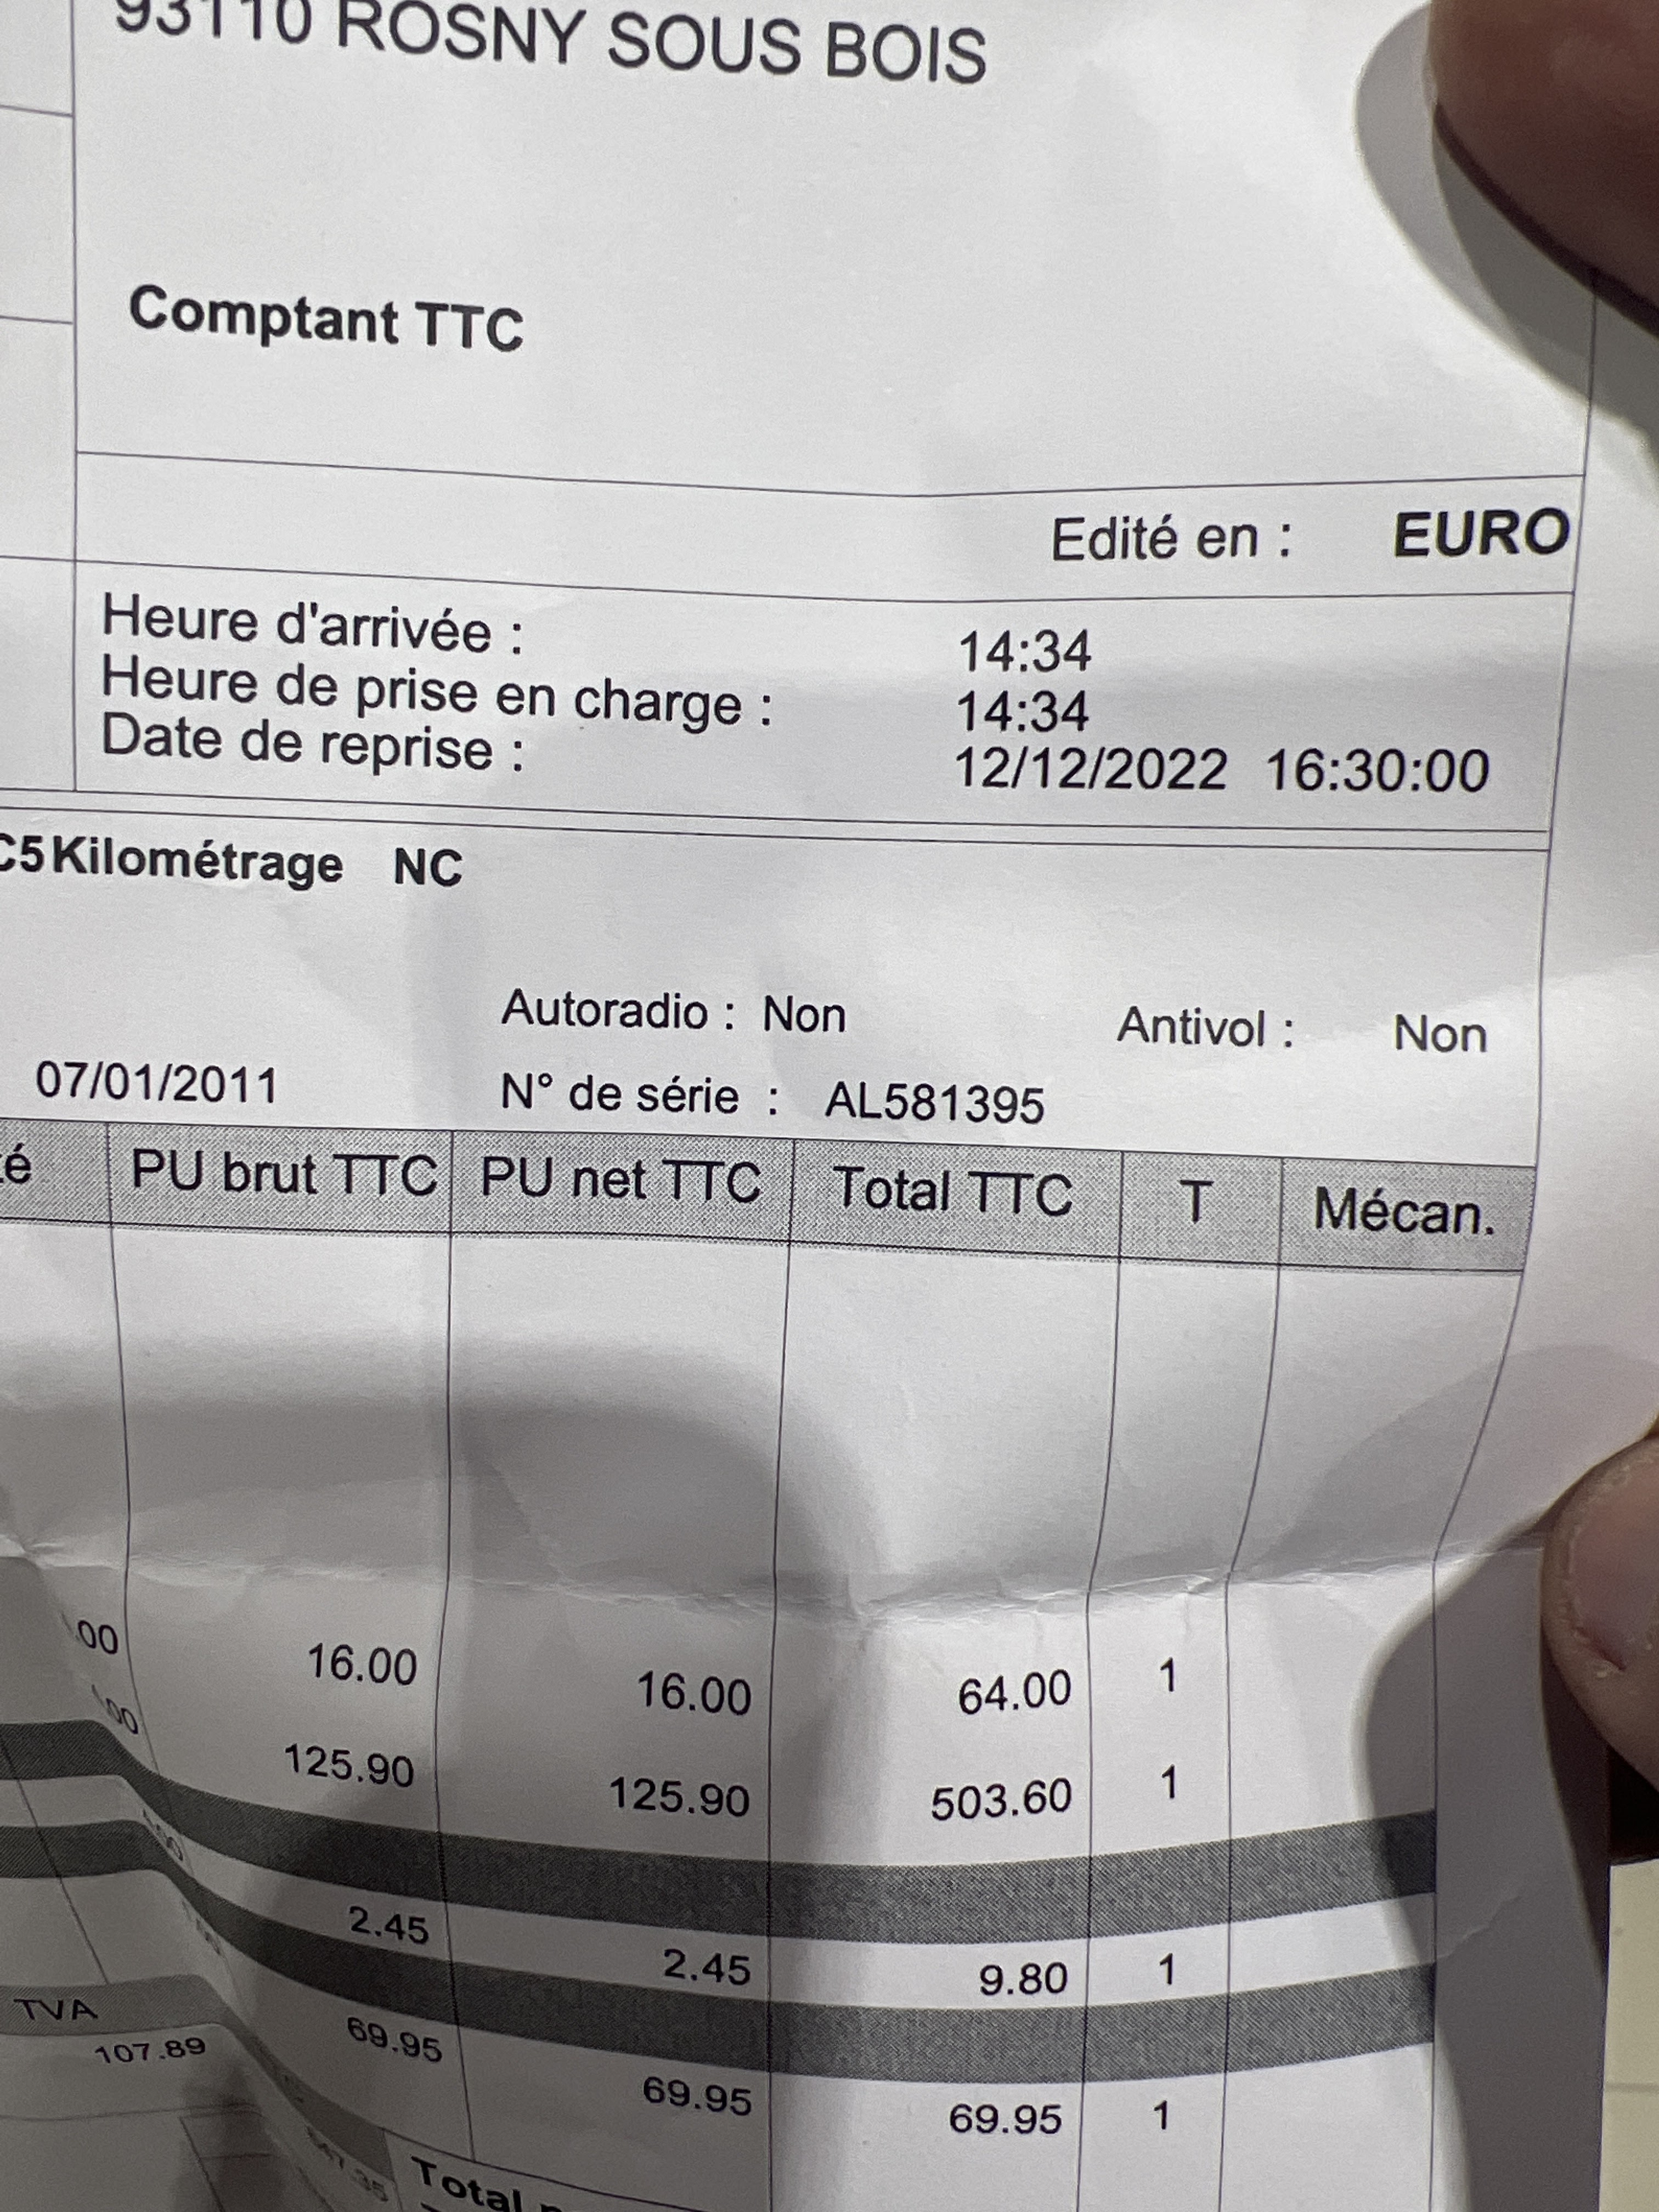 93110 ROSNY SOUS BOIS
Comptant TTC
Edité en : EURO
Heure d'arrivée : 14:34
Heure de prise en charge : 14:34
Date de reprise : 12/12/2022 16:30:00
C5 Kilométrage NC
Autoradio : Non Antivol : Non
07/01/2011 N° de série : AL581395
té PU brut TTC PU net TTC Total TTC T Mécan.
.00 16.00 16.00 64.00 1
.00 125.90 125.90 503.60 1
2.45 2.45 9.80 1
69.95 69.95 69.95 1
TVA
107.89
Total